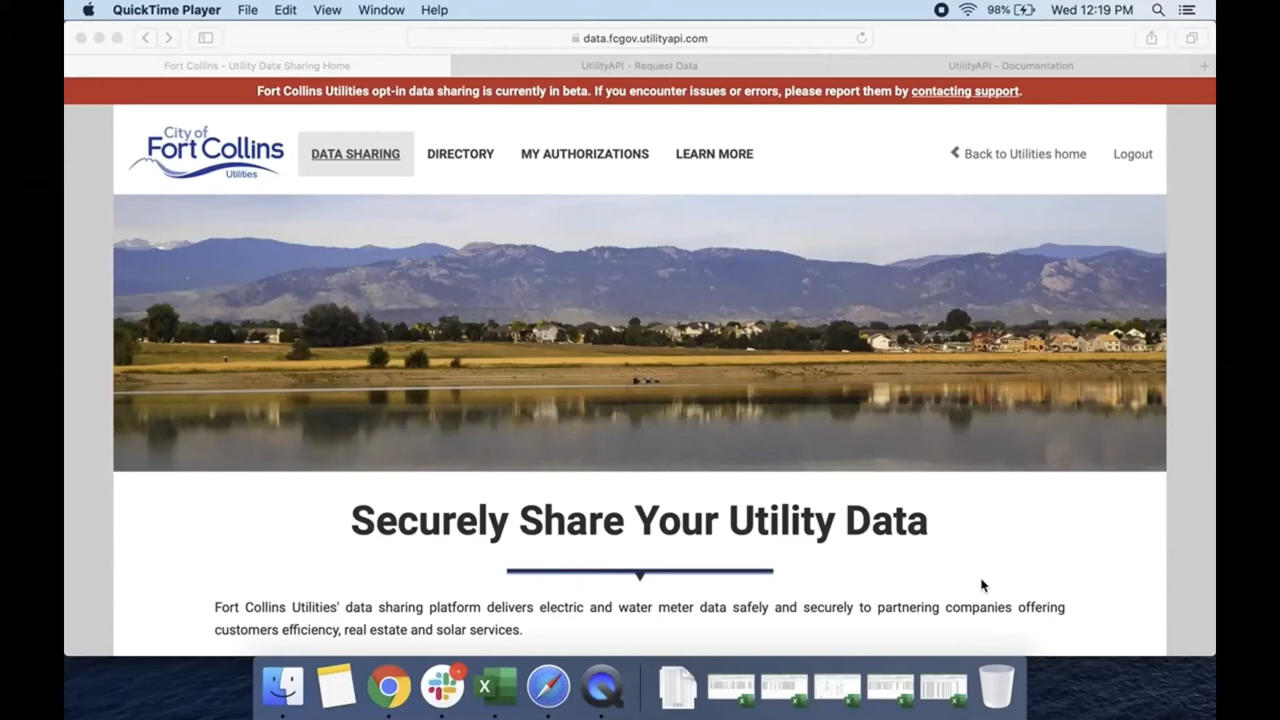 QuickTime Player File Edit View Window Help 98% Wed 12:19 PM
data.fcgov.utilityapi.com
Fort Collins - Utility Data Sharing Home UtilityAPI - Request Data UtilityAPI - Documentation
Fort Collins Utilities opt-in data sharing is currently in beta. If you encounter issues or errors, please report them by contacting support.
City of
Fort Collins
Utilities
DATA SHARING DIRECTORY MY AUTHORIZATIONS LEARN MORE Back to Utilities home Logout
Securely Share Your Utility Data
Fort Collins Utilities' data sharing platform delivers electric and water meter data safely and securely to partnering companies offering
customers efficiency, real estate and solar services.